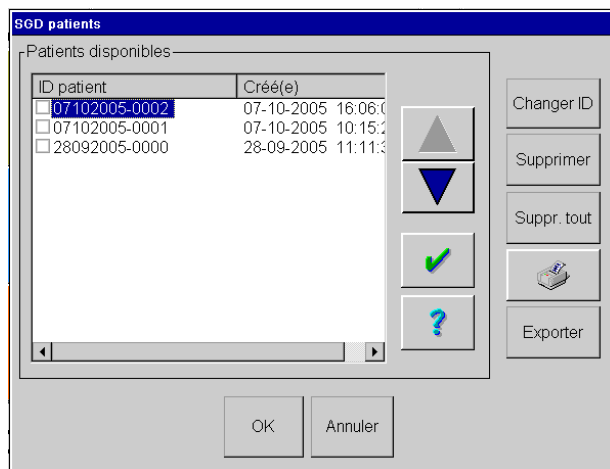 SGD patients
Patients disponibles
ID patient Créé(e)
07102005-0002 07-10-2005 16:06:0
07102005-0001 07-10-2005 10:15:2
28092005-0000 28-09-2005 11:11:3
Changer ID
Supprimer
Suppr. tout
?
Exporter
OK Annuler